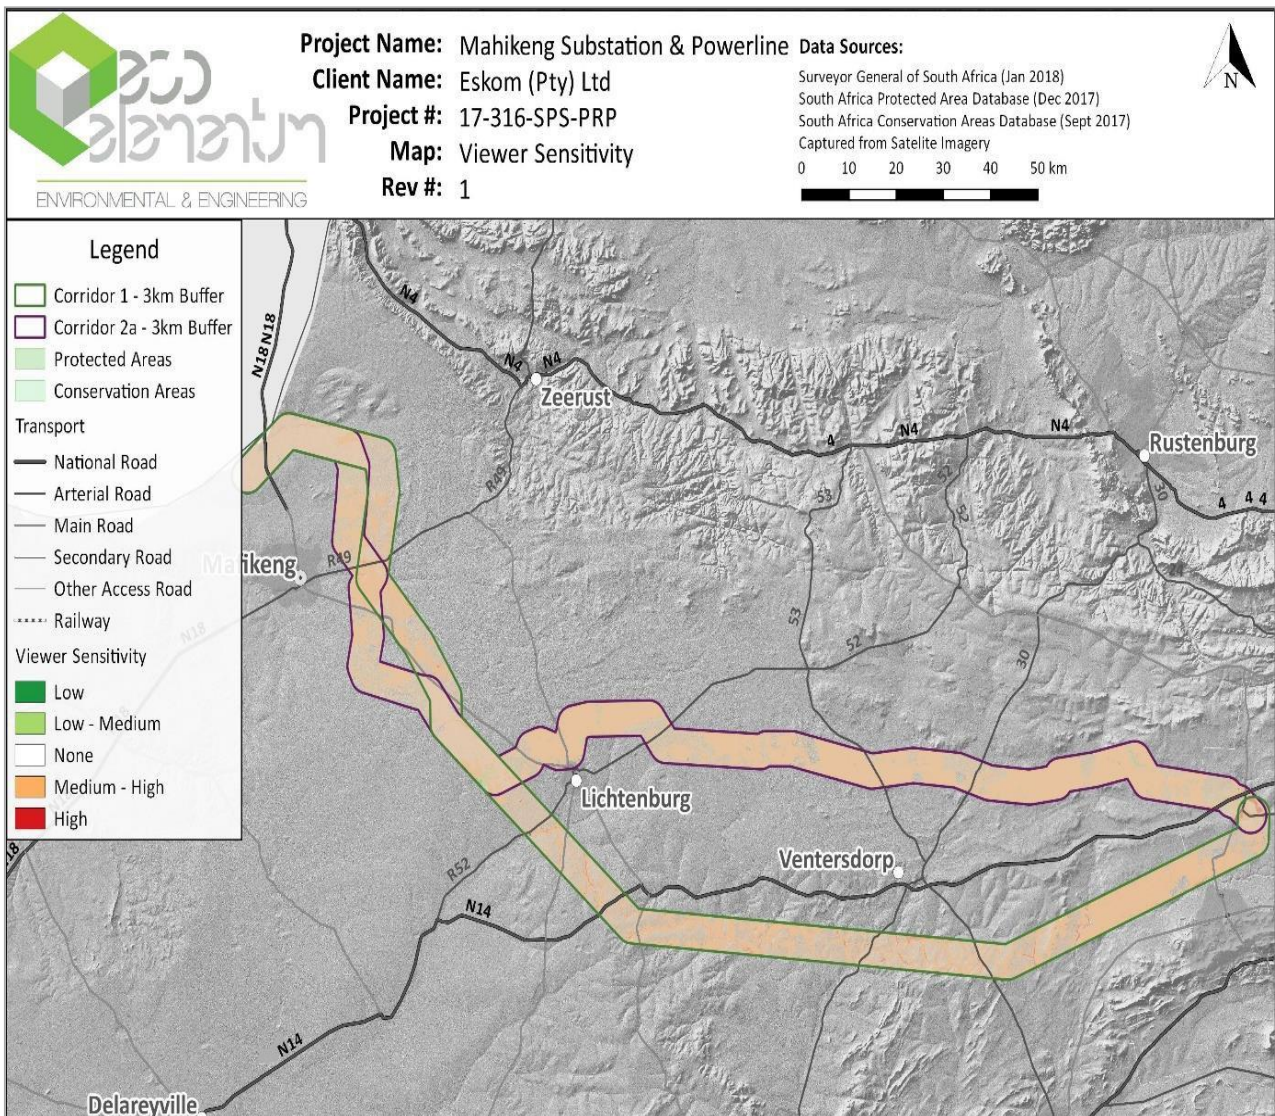 eco
elementum
ENVIRONMENTAL & ENGINEERING
Project Name: Mahikeng Substation & Powerline
Client Name: Eskom (Pty) Ltd
Project #: 17-316-SPS-PRP
Map: Viewer Sensitivity
Rev #: 1
Data Sources:
Surveyor General of South Africa (Jan 2018)
South Africa Protected Area Database (Dec 2017)
South Africa Conservation Areas Database (Sept 2017)
Captured from Satelite Imagery
0 10 20 30 40 50 km
N
Legend
Corridor 1 - 3km Buffer
Corridor 2a - 3km Buffer
Protected Areas
Conservation Areas
Transport
National Road
Arterial Road
Main Road
Secondary Road
Other Access Road
Railway
Viewer Sensitivity
Low
Low - Medium
None
Medium - High
High
N18
N18
N4
N4
N4
Zeerust
4
N4
N4
Rustenburg
R49
53
52
52
30
4
4
4
Mafikeng
R49
N18
53
52
30
Lichtenburg
R52
Ventersdorp
N14
N14
Delareyville